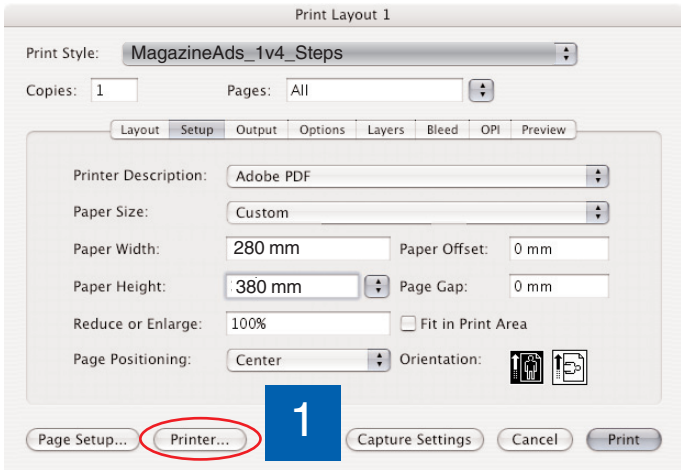 Print Layout 1
Print Style: MagazineAds_1v4_Steps
Copies: 1 Pages: All
Layout Setup Output Options Layers Bleed OPI Preview
Printer Description: Adobe PDF
Paper Size: Custom
Paper Width: 280 mm Paper Offset: 0 mm
Paper Height: 380 mm Page Gap: 0 mm
Reduce or Enlarge: 100% Fit in Print Area
Page Positioning: Center Orientation:
Page Setup... Printer... 1 Capture Settings Cancel Print